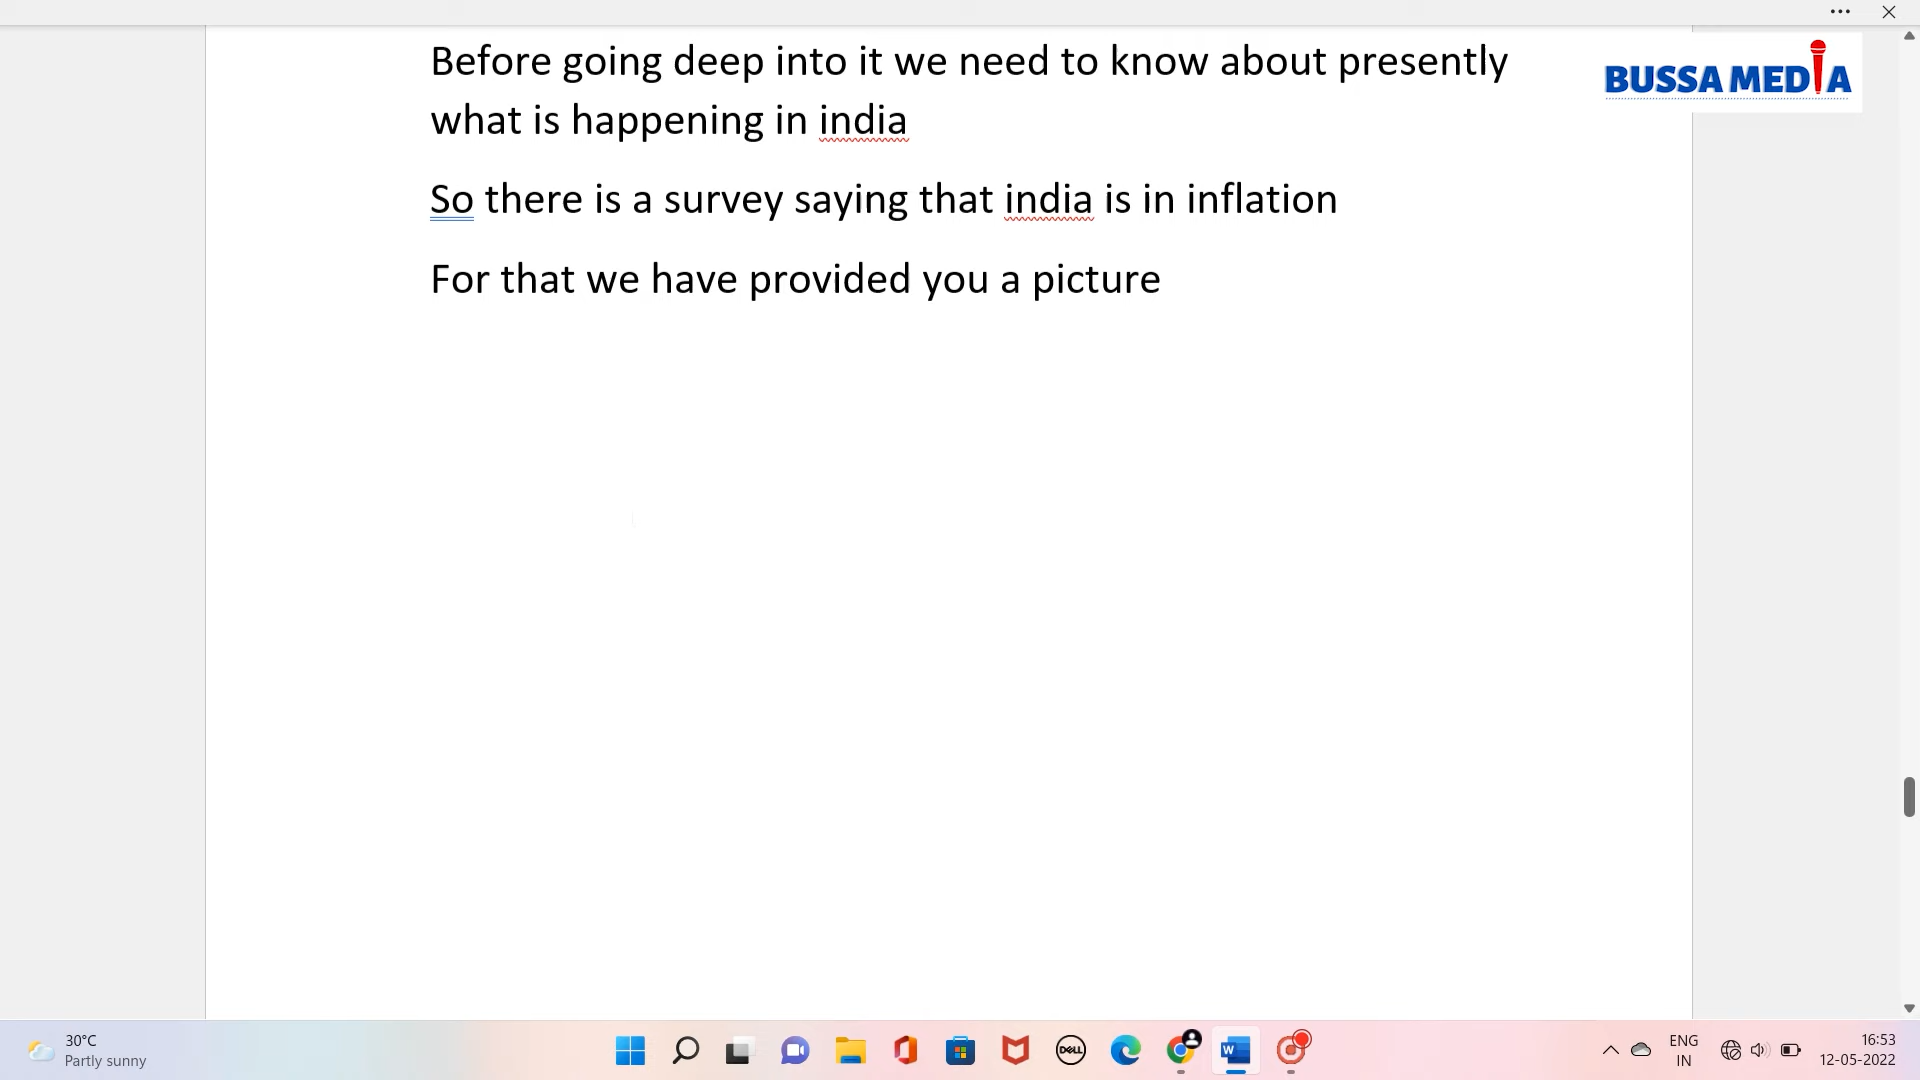 Before going deep into it we need to know about presently
what is happening in india
BUSSA MEDIA
So there is a survey saying that india is in inflation
For that we have provided you a picture
30°C
Partly sunny
DELL
W
ENG
IN
16:53
12-05-2022